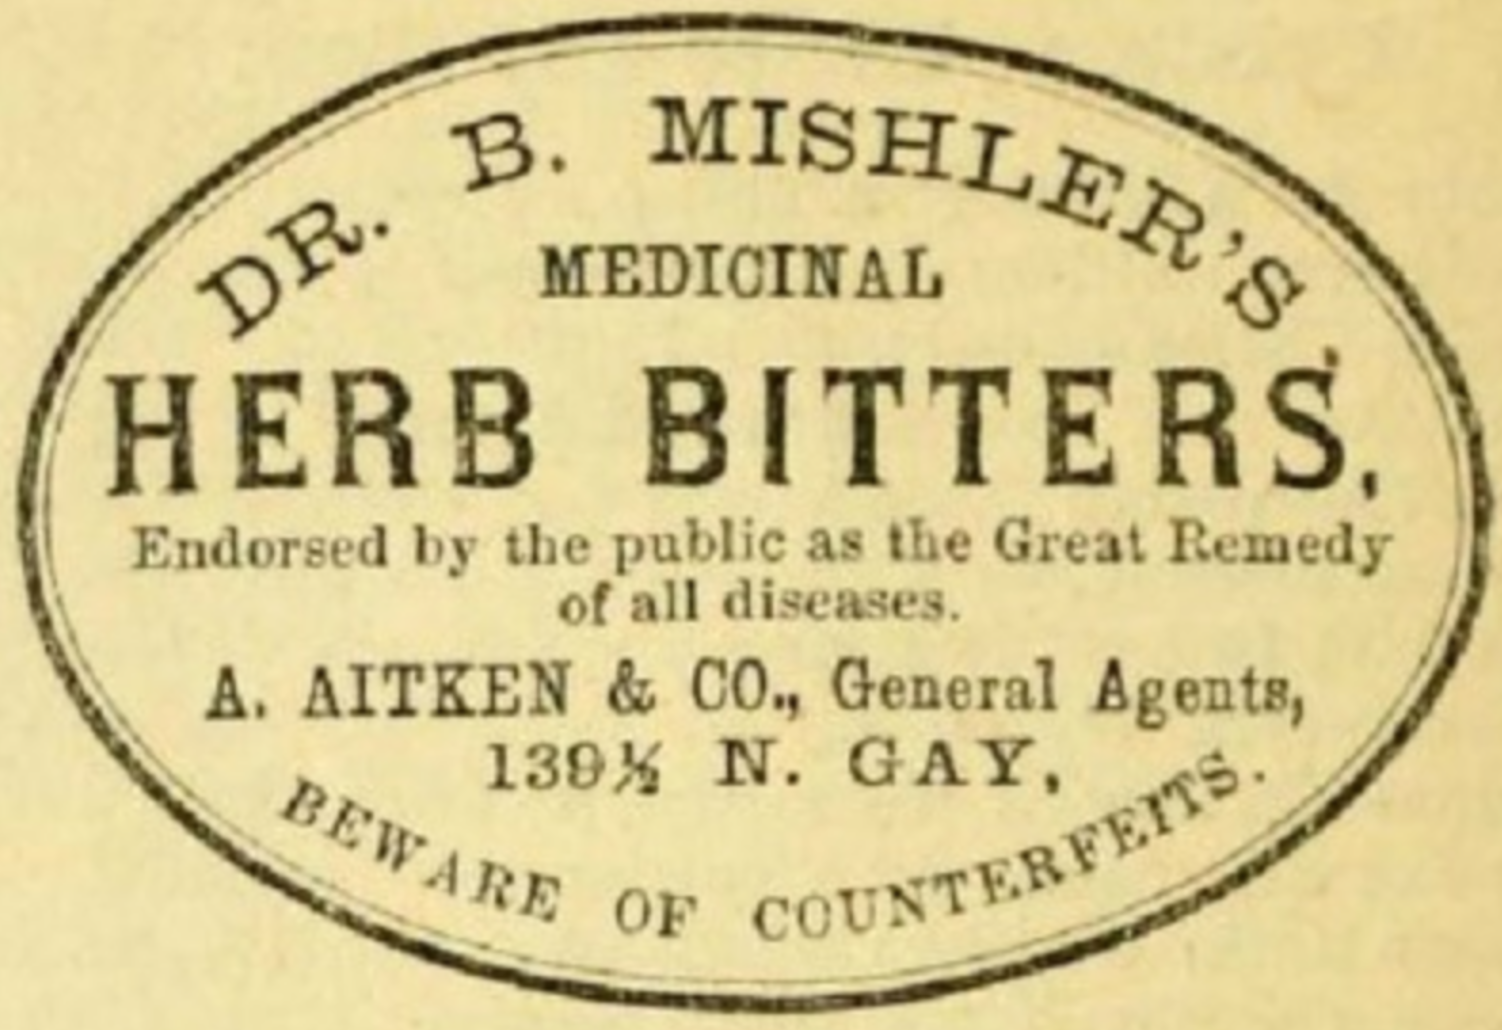 DR. B. MISHLER'S
MEDICINAL
HERB BITTERS,
Endorsed by the public as the Great Remedy
of all diseases.
A. AITKEN & CO., General Agents,
139½ N. GAY,
BEWARE OF COUNTERFEITS.